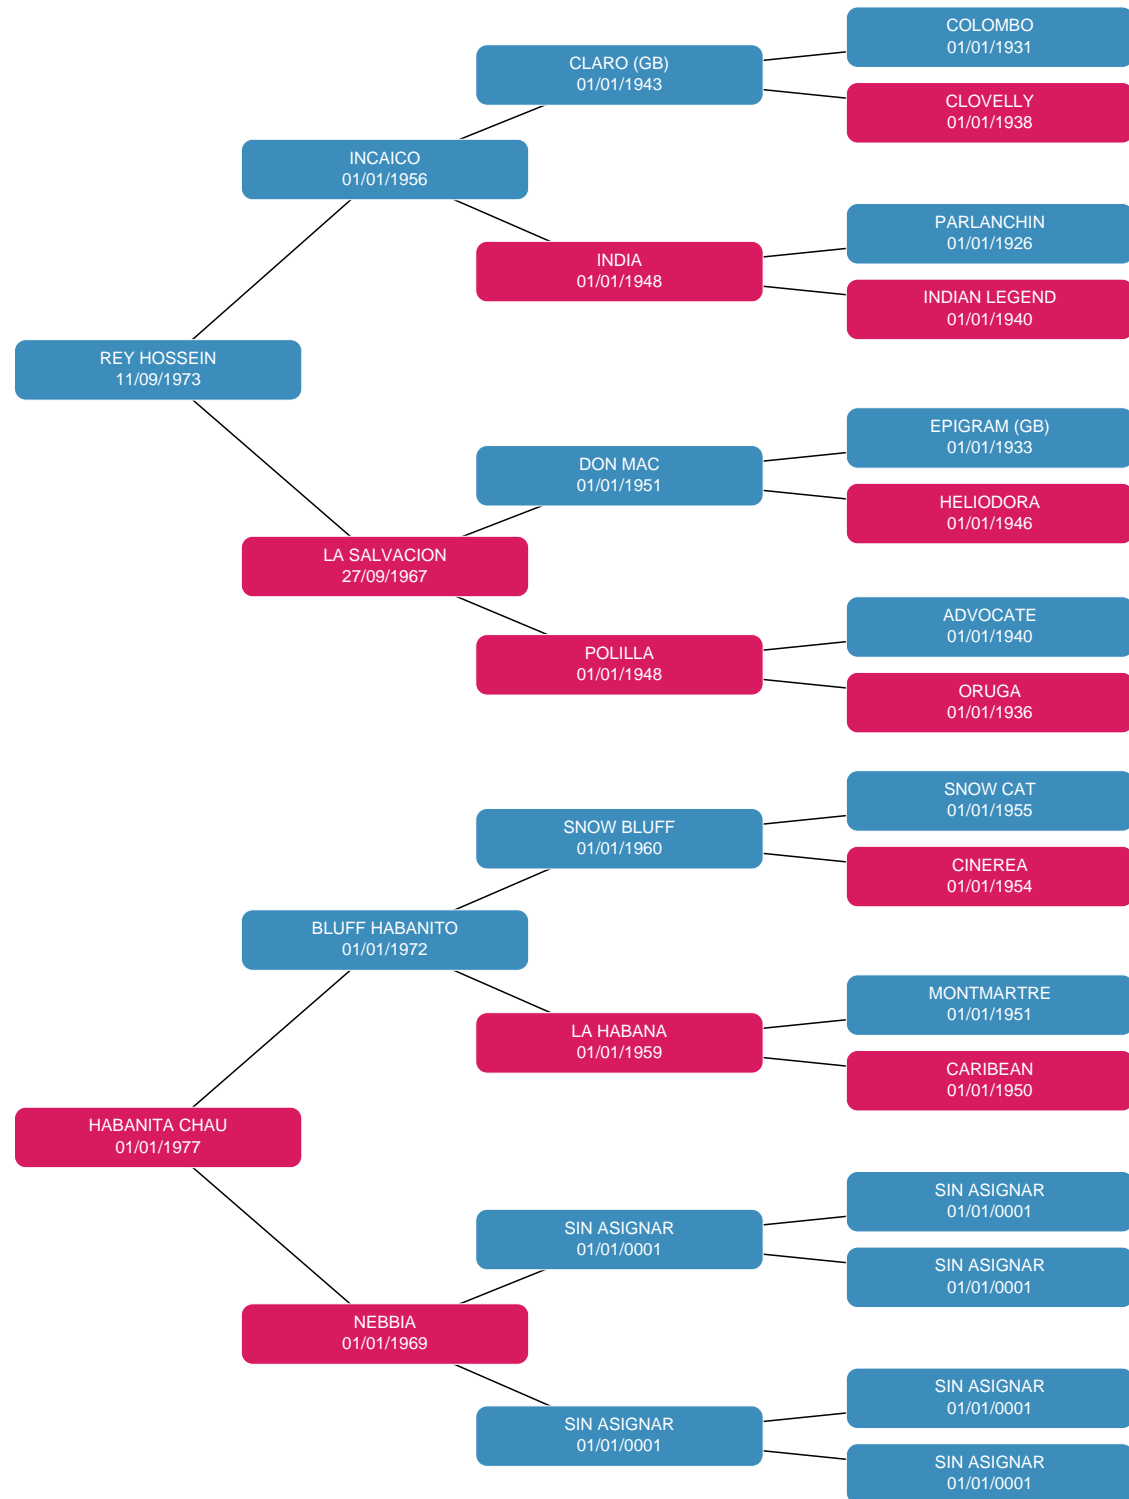 COLOMBO
01/01/1931
CLARO (GB)
01/01/1943
CLOVELLY
01/01/1938
INCAICO
01/01/1956
PARLANCHIN
01/01/1926
INDIA
01/01/1948
INDIAN LEGEND
01/01/1940
REY HOSSEIN
11/09/1973
EPIGRAM (GB)
01/01/1933
DON MAC
01/01/1951
HELIODORA
01/01/1946
LA SALVACION
27/09/1967
ADVOCATE
01/01/1940
POLILLA
01/01/1948
ORUGA
01/01/1936
SNOW CAT
01/01/1955
SNOW BLUFF
01/01/1960
CINEREA
01/01/1954
BLUFF HABANITO
01/01/1972
MONTMARTRE
01/01/1951
LA HABANA
01/01/1959
CARIBEAN
01/01/1950
HABANITA CHAU
01/01/1977
SIN ASIGNAR
01/01/0001
SIN ASIGNAR
01/01/0001
SIN ASIGNAR
01/01/0001
NEBBIA
01/01/1969
SIN ASIGNAR
01/01/0001
SIN ASIGNAR
01/01/0001
SIN ASIGNAR
01/01/0001